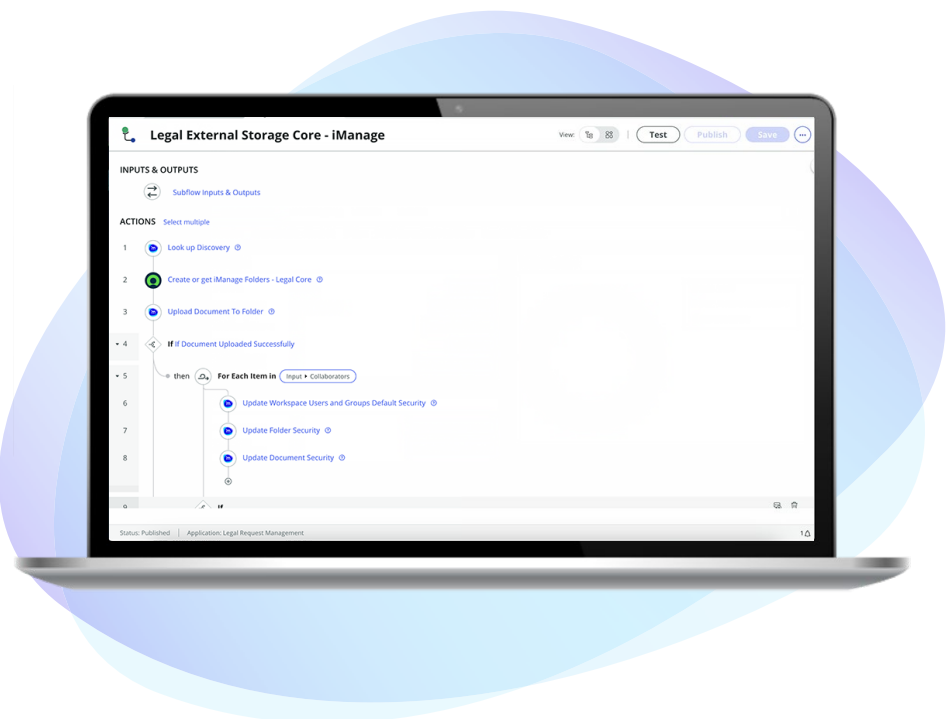 Legal External Storage Core - iManage
View:
Test
Publish
Save
INPUTS & OUTPUTS
Subflow Inputs & Outputs
ACTIONS Select multiple
1 Look up Discovery
2 Create or get iManage Folders - Legal Core
3 Upload Document To Folder
4 If If Document Uploaded Successfully
5 then For Each Item in Input Collaborators
6 Update Workspace Users and Groups Default Security
7 Update Folder Security
8 Update Document Security
9 If
Status: Published Application: Legal Request Management 1